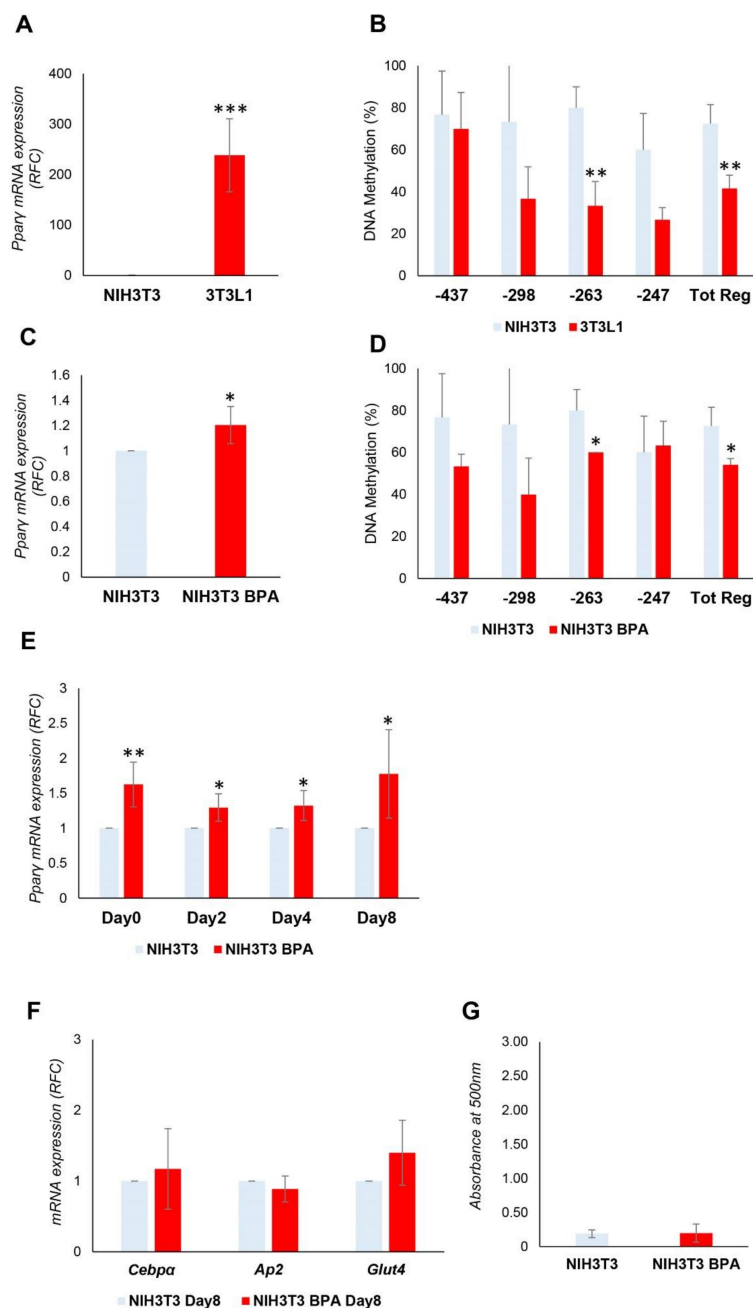 A
Pparγ mRNA expression
(RFC)
400
300
200
100
0
***
NIH3T3 3T3L1
B
DNA Methylation (%)
100
80
60
40
20
0
** **
-437 -298 -263 -247 Tot Reg
NIH3T3 3T3L1
C
Pparγ mRNA expression
(RFC)
1.6
1.4
1.2
1
0.8
0.6
0.4
0.2
0
*
NIH3T3 NIH3T3 BPA
D
DNA Methylation (%)
100
80
60
40
20
0
* *
-437 -298 -263 -247 Tot Reg
NIH3T3 NIH3T3 BPA
E
Pparγ mRNA expression (RFC)
3
2.5
2
1.5
1
0.5
0
** * * *
Day0 Day2 Day4 Day8
NIH3T3 NIH3T3 BPA
F
mRNA expression (RFC)
3
2
1
0
Cebpα Ap2 Glut4
NIH3T3 Day8 NIH3T3 BPA Day8
G
Absorbance at 500nm
3.00
2.50
2.00
1.50
1.00
0.50
0.00
NIH3T3 NIH3T3 BPA